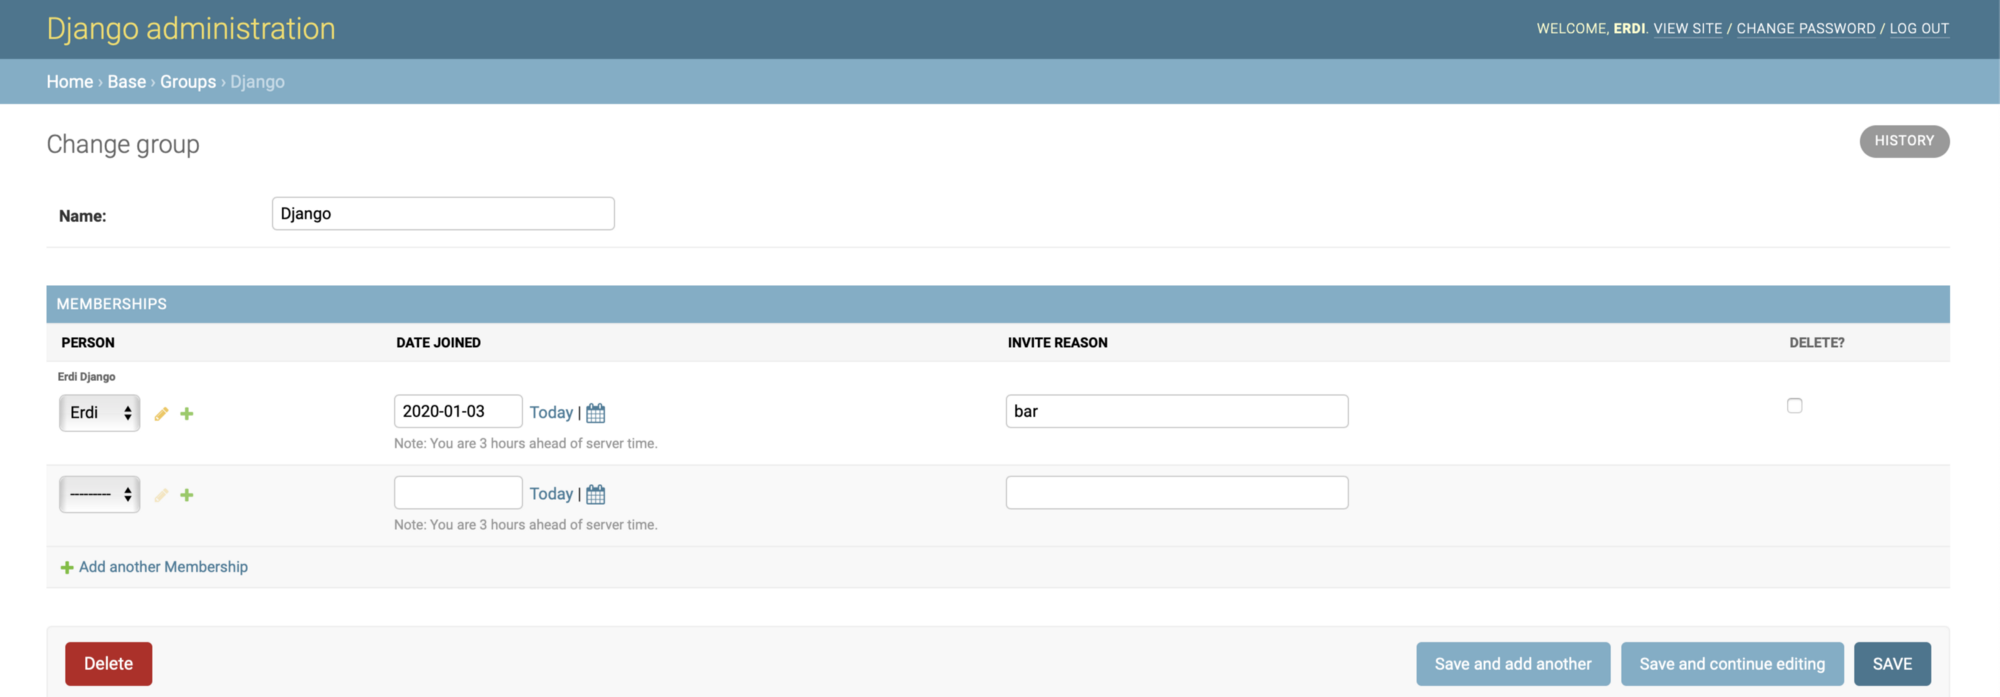 Django administration
WELCOME, ERDI. VIEW SITE / CHANGE PASSWORD / LOG OUT
Home › Base › Groups › Django
Change group
HISTORY
Name:
Django
MEMBERSHIPS
PERSON DATE JOINED INVITE REASON DELETE?
Erdi Django
Erdi 2020-01-03 Today | bar
Note: You are 3 hours ahead of server time.
--------- Today |
Note: You are 3 hours ahead of server time.
Add another Membership
Delete Save and add another Save and continue editing SAVE